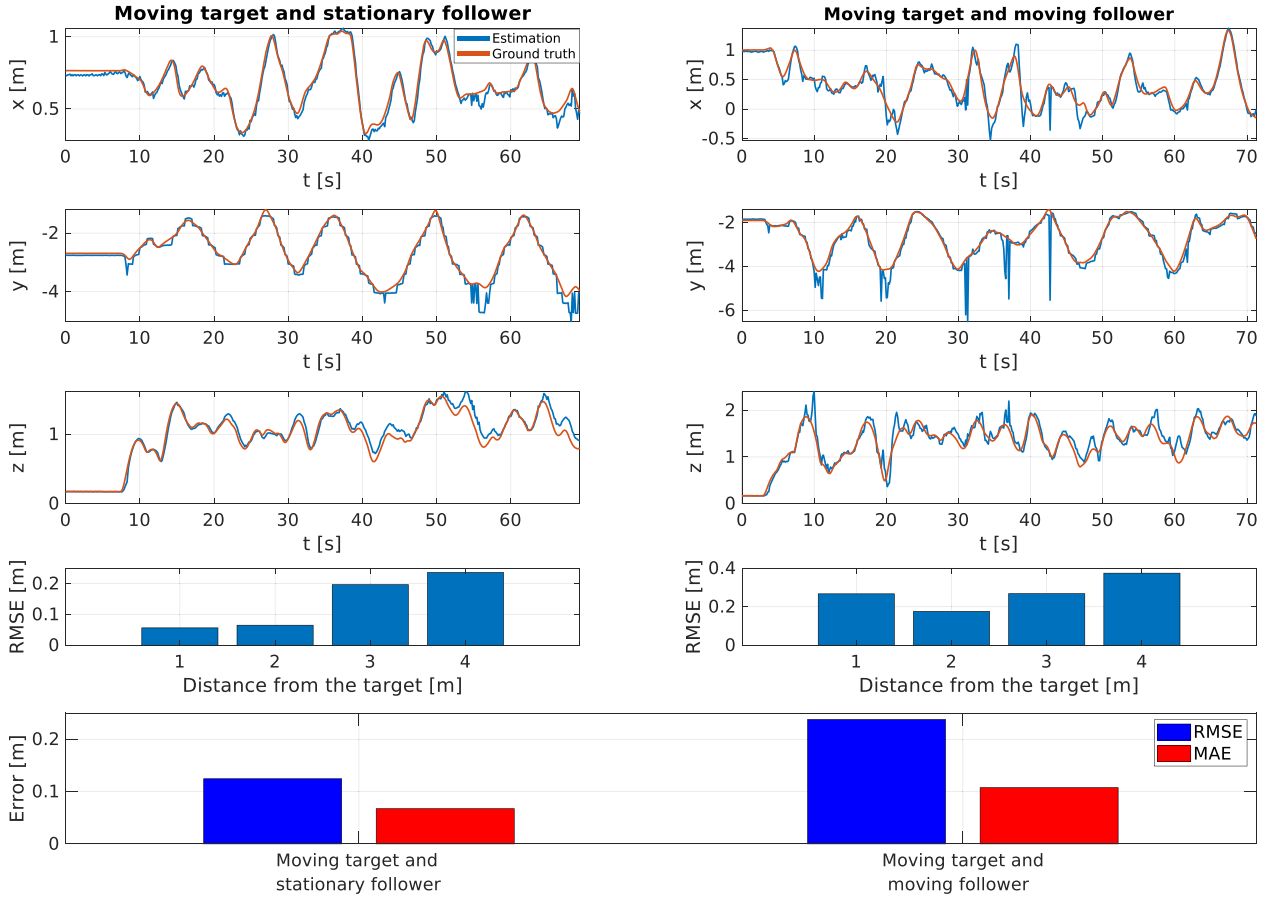 Moving target and stationary follower
1
0.5
x [m]
Estimation
Ground truth
0 10 20 30 40 50 60
t [s]
-2
-4
y [m]
0 10 20 30 40 50 60
t [s]
1
0
z [m]
0 10 20 30 40 50 60
t [s]
0.2
0.1
0
RMSE [m]
1 2 3 4
Distance from the target [m]
Moving target and moving follower
1
0.5
0
-0.5
x [m]
0 10 20 30 40 50 60 70
t [s]
-2
-4
-6
y [m]
0 10 20 30 40 50 60 70
t [s]
2
1
0
z [m]
0 10 20 30 40 50 60 70
t [s]
0.4
0.2
0
RMSE [m]
1 2 3 4
Distance from the target [m]
0.2
0.1
0
Error [m]
RMSE
MAE
Moving target and
stationary follower
Moving target and
moving follower